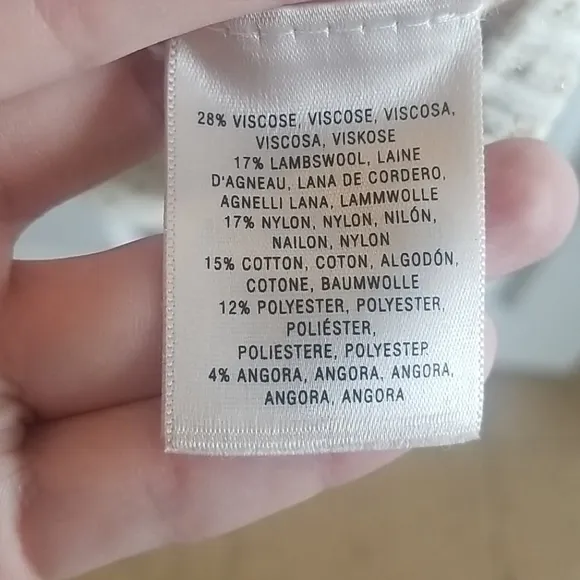 28% VISCOSE, VISCOSE, VISCOSA,
VISCOSA, VISKOSE
17% LAMBSWOOL, LAINE
D'AGNEAU, LANA DE CORDERO,
AGNELLI LANA, LAMMWOLLE
17% NYLON, NYLON, NILÓN,
NAILON, NYLON
15% COTTON, COTON, ALGODÓN,
COTONE, BAUMWOLLE
12% POLYESTER, POLYESTER,
POLIÉSTER,
POLIESTERE, POLYESTER
4% ANGORA, ANGORA, ANGORA,
ANGORA, ANGORA